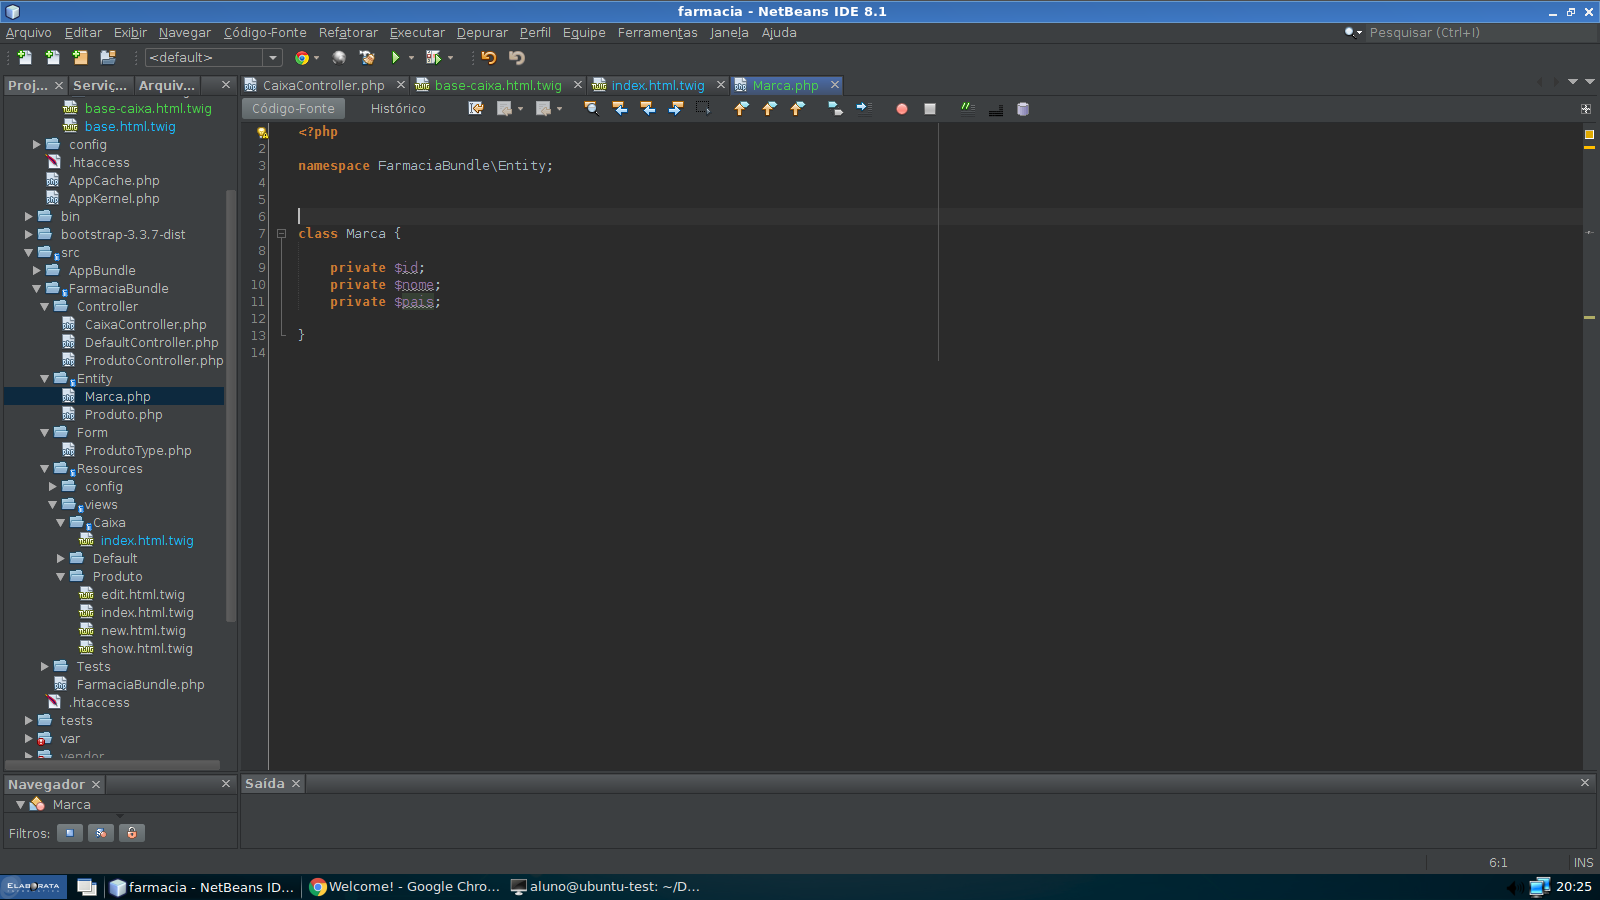 farmacia - NetBeans IDE 8.1
Arquivo Editar Exibir Navegar Código-Fonte Refatorar Executar Depurar Perfil Equipe Ferramentas Janela Ajuda
Pesquisar (Ctrl+I)
<default>
Proj... Serviç... Arquiv...
CaixaController.php base-caixa.html.twig index.html.twig Marca.php
Código-Fonte Histórico
base-caixa.html.twig
base.html.twig
config
.htaccess
AppCache.php
AppKernel.php
bin
bootstrap-3.3.7-dist
src
AppBundle
FarmaciaBundle
Controller
CaixaController.php
DefaultController.php
ProdutoController.php
Entity
Marca.php
Produto.php
Form
ProdutoType.php
Resources
config
views
Caixa
index.html.twig
Default
Produto
edit.html.twig
index.html.twig
new.html.twig
show.html.twig
Tests
FarmaciaBundle.php
.htaccess
tests
var
vendor
<?php
2
3 namespace FarmaciaBundle\Entity;
4
5
6
7 class Marca {
8
9 private $id;
10 private $nome;
11 private $pais;
12
13 }
14
Navegador
Marca
Filtros:
Saída
6:1 INS
ELABORATA
farmacia - NetBeans ID...
Welcome! - Google Chro...
aluno@ubuntu-test: ~/D...
20:25